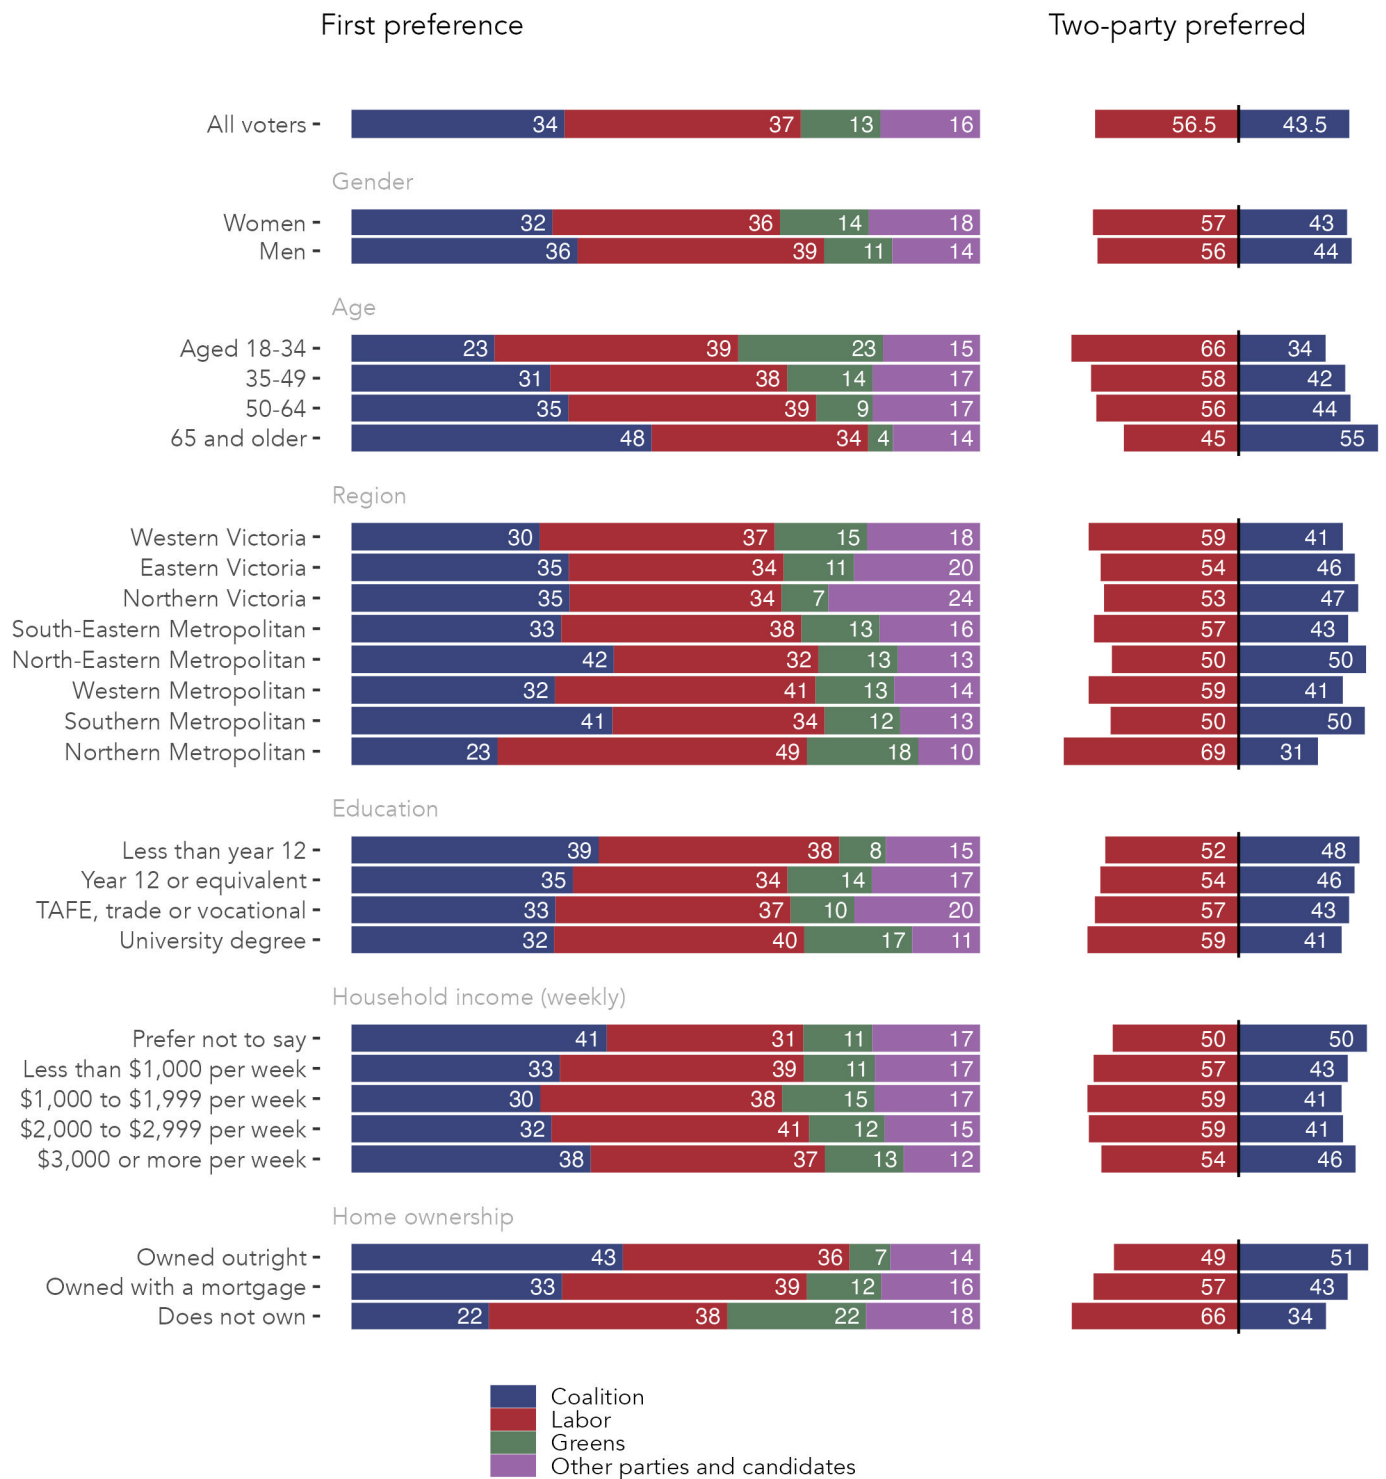 First preference Two-party preferred
All voters 34 37 13 16 56.5 43.5
Gender
Women 32 36 14 18 57 43
Men 36 39 11 14 56 44
Age
Aged 18-34 23 39 23 15 66 34
35-49 31 38 14 17 58 42
50-64 35 39 9 17 56 44
65 and older 48 34 4 14 45 55
Region
Western Victoria 30 37 15 18 59 41
Eastern Victoria 35 34 11 20 54 46
Northern Victoria 35 34 7 24 53 47
South-Eastern Metropolitan 33 38 13 16 57 43
North-Eastern Metropolitan 42 32 13 13 50 50
Western Metropolitan 32 41 13 14 59 41
Southern Metropolitan 41 34 12 13 50 50
Northern Metropolitan 23 49 18 10 69 31
Education
Less than year 12 39 38 8 15 52 48
Year 12 or equivalent 35 34 14 17 54 46
TAFE, trade or vocational 33 37 10 20 57 43
University degree 32 40 17 11 59 41
Household income (weekly)
Prefer not to say 41 31 11 17 50 50
Less than $1,000 per week 33 39 11 17 57 43
$1,000 to $1,999 per week 30 38 15 17 59 41
$2,000 to $2,999 per week 32 41 12 15 59 41
$3,000 or more per week 38 37 13 12 54 46
Home ownership
Owned outright 43 36 7 14 49 51
Owned with a mortgage 33 39 12 16 57 43
Does not own 22 38 22 18 66 34
Coalition
Labor
Greens
Other parties and candidates